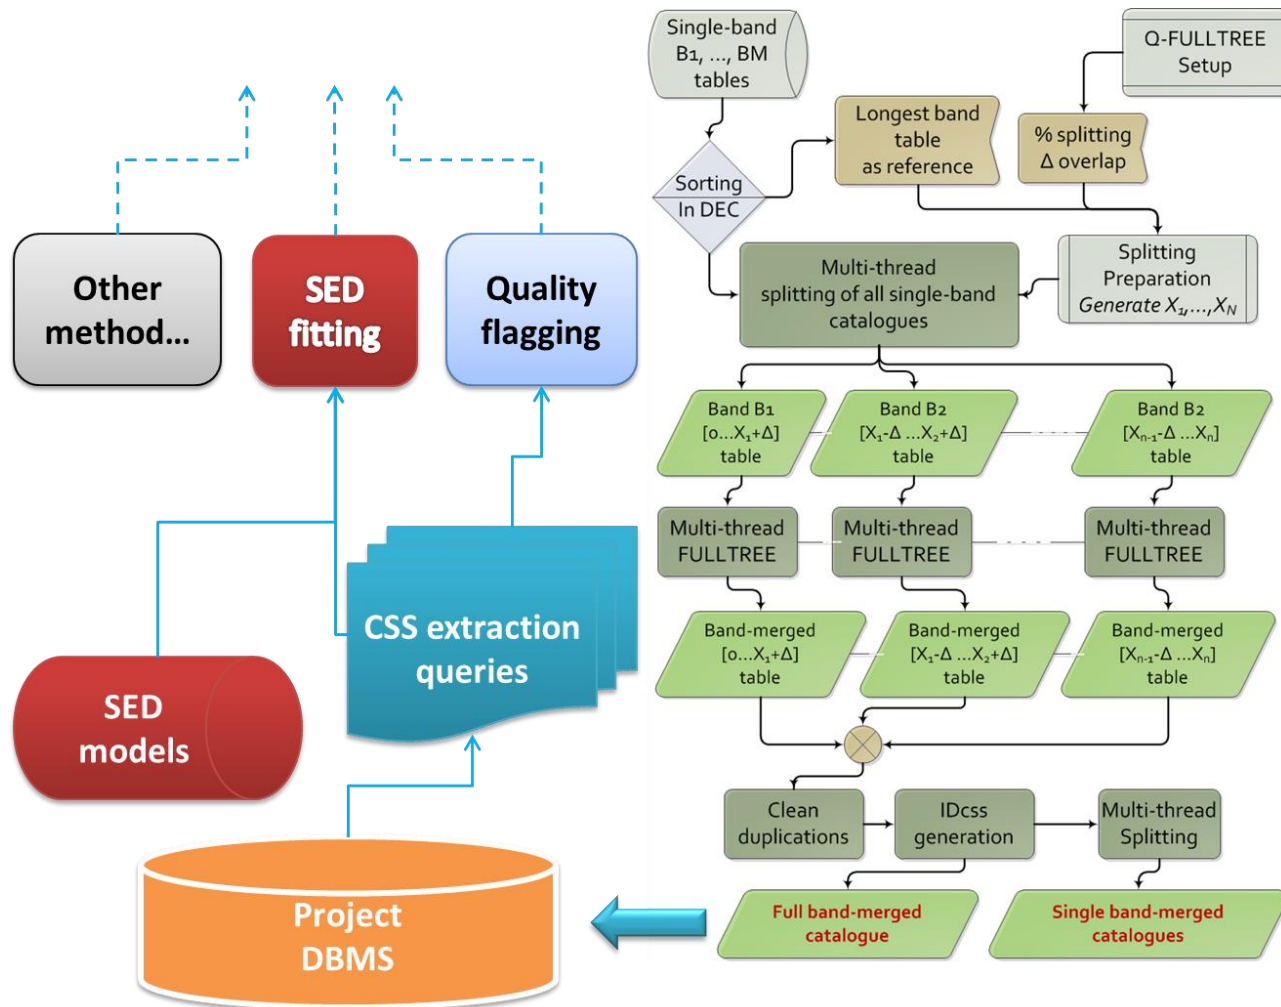 Other
method...
SED
fitting
Quality
flagging
CSS extraction
queries
SED
models
Project
DBMS
Single-band
B1, ..., BM
tables
Q-FULLTREE
Setup
Longest band
table
as reference
% splitting
Δ overlap
Sorting
In DEC
Multi-thread
splitting of all single-band
catalogues
Splitting
Preparation
Generate X₁,...,X_N
Band B1
[0...X₁+Δ]
table
Band B2
[X₁-Δ ...X₂+Δ]
table
Band B2
[Xₙ₋₁-Δ ...Xₙ]
table
Multi-thread
FULLTREE
Multi-thread
FULLTREE
Multi-thread
FULLTREE
Band-merged
[0...X₁+Δ]
table
Band-merged
[X₁-Δ ...X₂+Δ]
table
Band-merged
[Xₙ₋₁-Δ ...Xₙ]
table
Clean
duplications
IDcss
generation
Multi-thread
Splitting
Full band-merged
catalogue
Single band-merged
catalogues